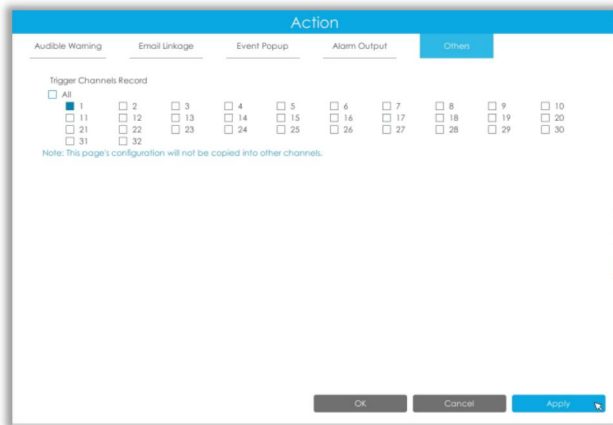 Action
Audible Warning Email Linkage Event Popup Alarm Output Others
Trigger Channels Record
All
1 2 3 4 5 6 7 8 9 10
11 12 13 14 15 16 17 18 19 20
21 22 23 24 25 26 27 28 29 30
31 32
Note: This page's configuration will not be copied into other channels.
OK Cancel Apply